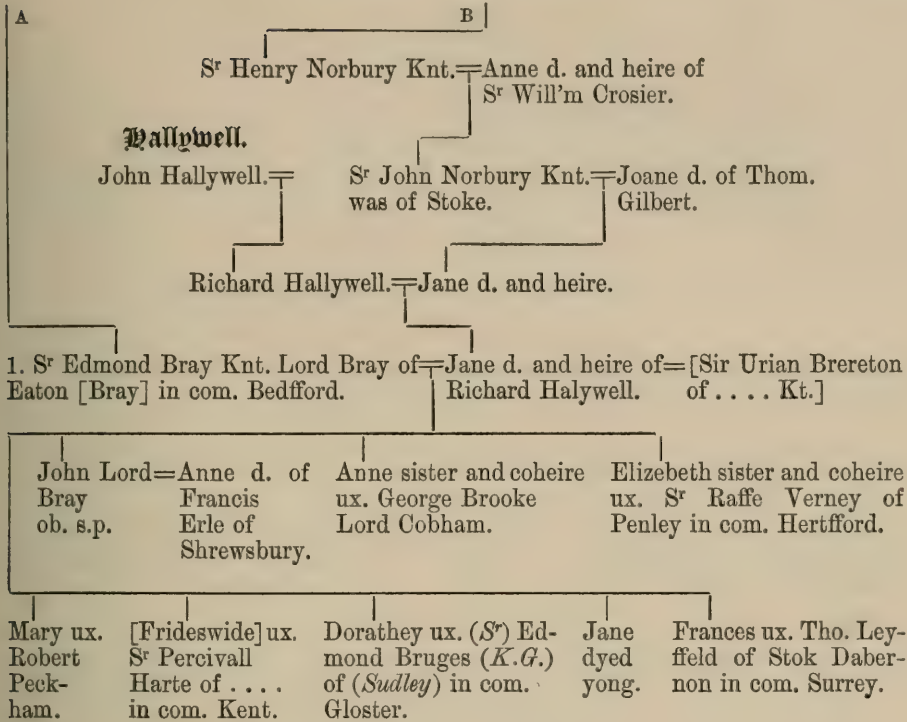 A B
Sʳ Henry Norbury Knt.=Anne d. and heire of
Sʳ Will'm Crosier.
Hallywell.
John Hallywell.= Sʳ John Norbury Knt.=Joane d. of Thom.
was of Stoke. Gilbert.
Richard Hallywell.=Jane d. and heire.
1. Sʳ Edmond Bray Knt. Lord Bray of=Jane d. and heire of=[Sir Urian Brereton
Eaton [Bray] in com. Bedfford. Richard Halywell. of .... Kt.]
John Lord=Anne d. of Anne sister and coheire Elizebeth sister and coheire
Bray Francis ux. George Brooke ux. Sʳ Raffe Verney of
ob. s.p. Erle of Lord Cobham. Penley in com. Hertfford.
Shrewsbury.
Mary ux. [Frideswide] ux. Dorathey ux. (Sʳ) Ed- Jane Frances ux. Tho. Ley-
Robert Sʳ Percivall mond Bruges (K.G.) dyed ffeld of Stok Daber-
Peck- Harte of .... of (Sudley) in com. yong. non in com. Surrey.
ham. in com. Kent. Gloster.